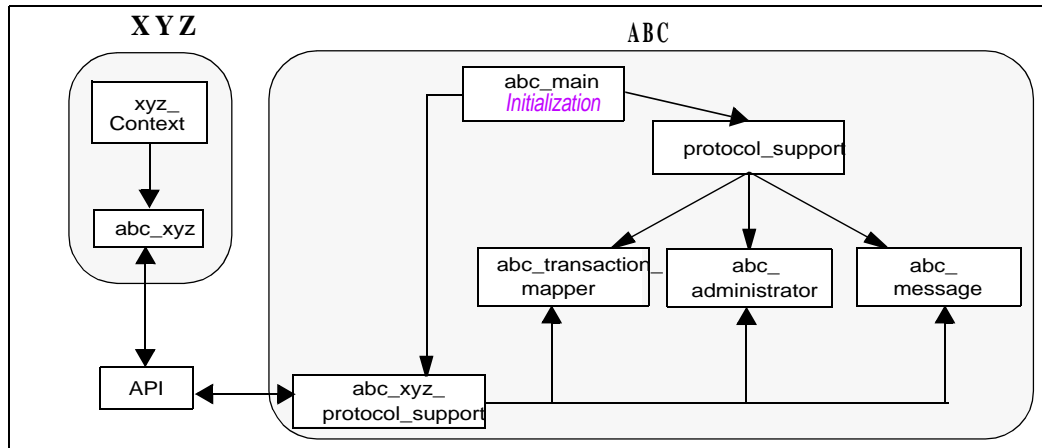 XYZ
ABC
xyz_
Context
abc_xyz
API
abc_main
Initialization
protocol_support
abc_transaction_
mapper
abc_
administrator
abc_
message
abc_xyz_
protocol_support